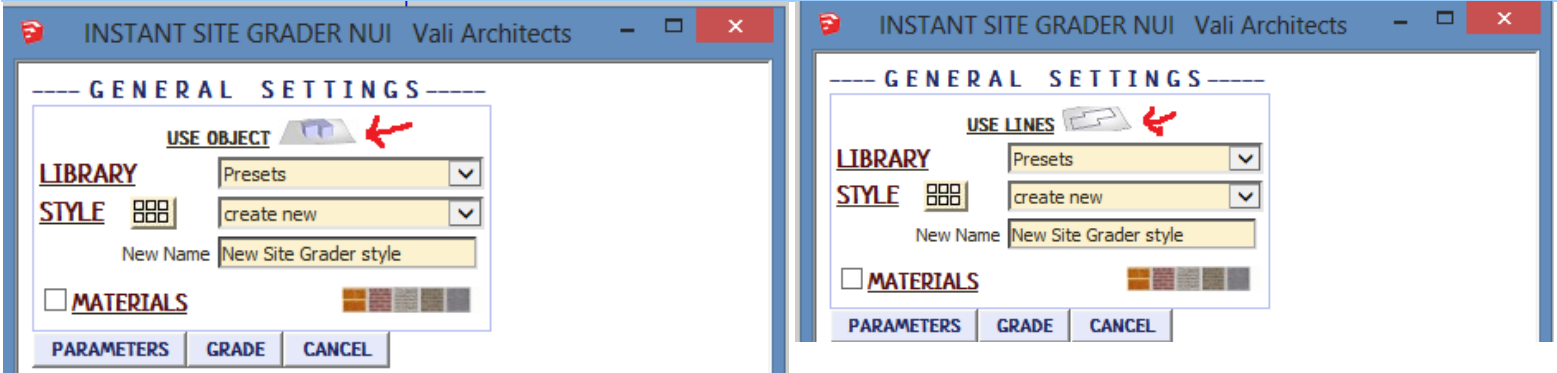 INSTANT SITE GRADER NUI Vali Architects
---- GENERAL SETTINGS-----
USE OBJECT
LIBRARY Presets
STYLE create new
New Name New Site Grader style
MATERIALS
PARAMETERS GRADE CANCEL
INSTANT SITE GRADER NUI Vali Architects
---- GENERAL SETTINGS-----
USE LINES
LIBRARY Presets
STYLE create new
New Name New Site Grader style
MATERIALS
PARAMETERS GRADE CANCEL